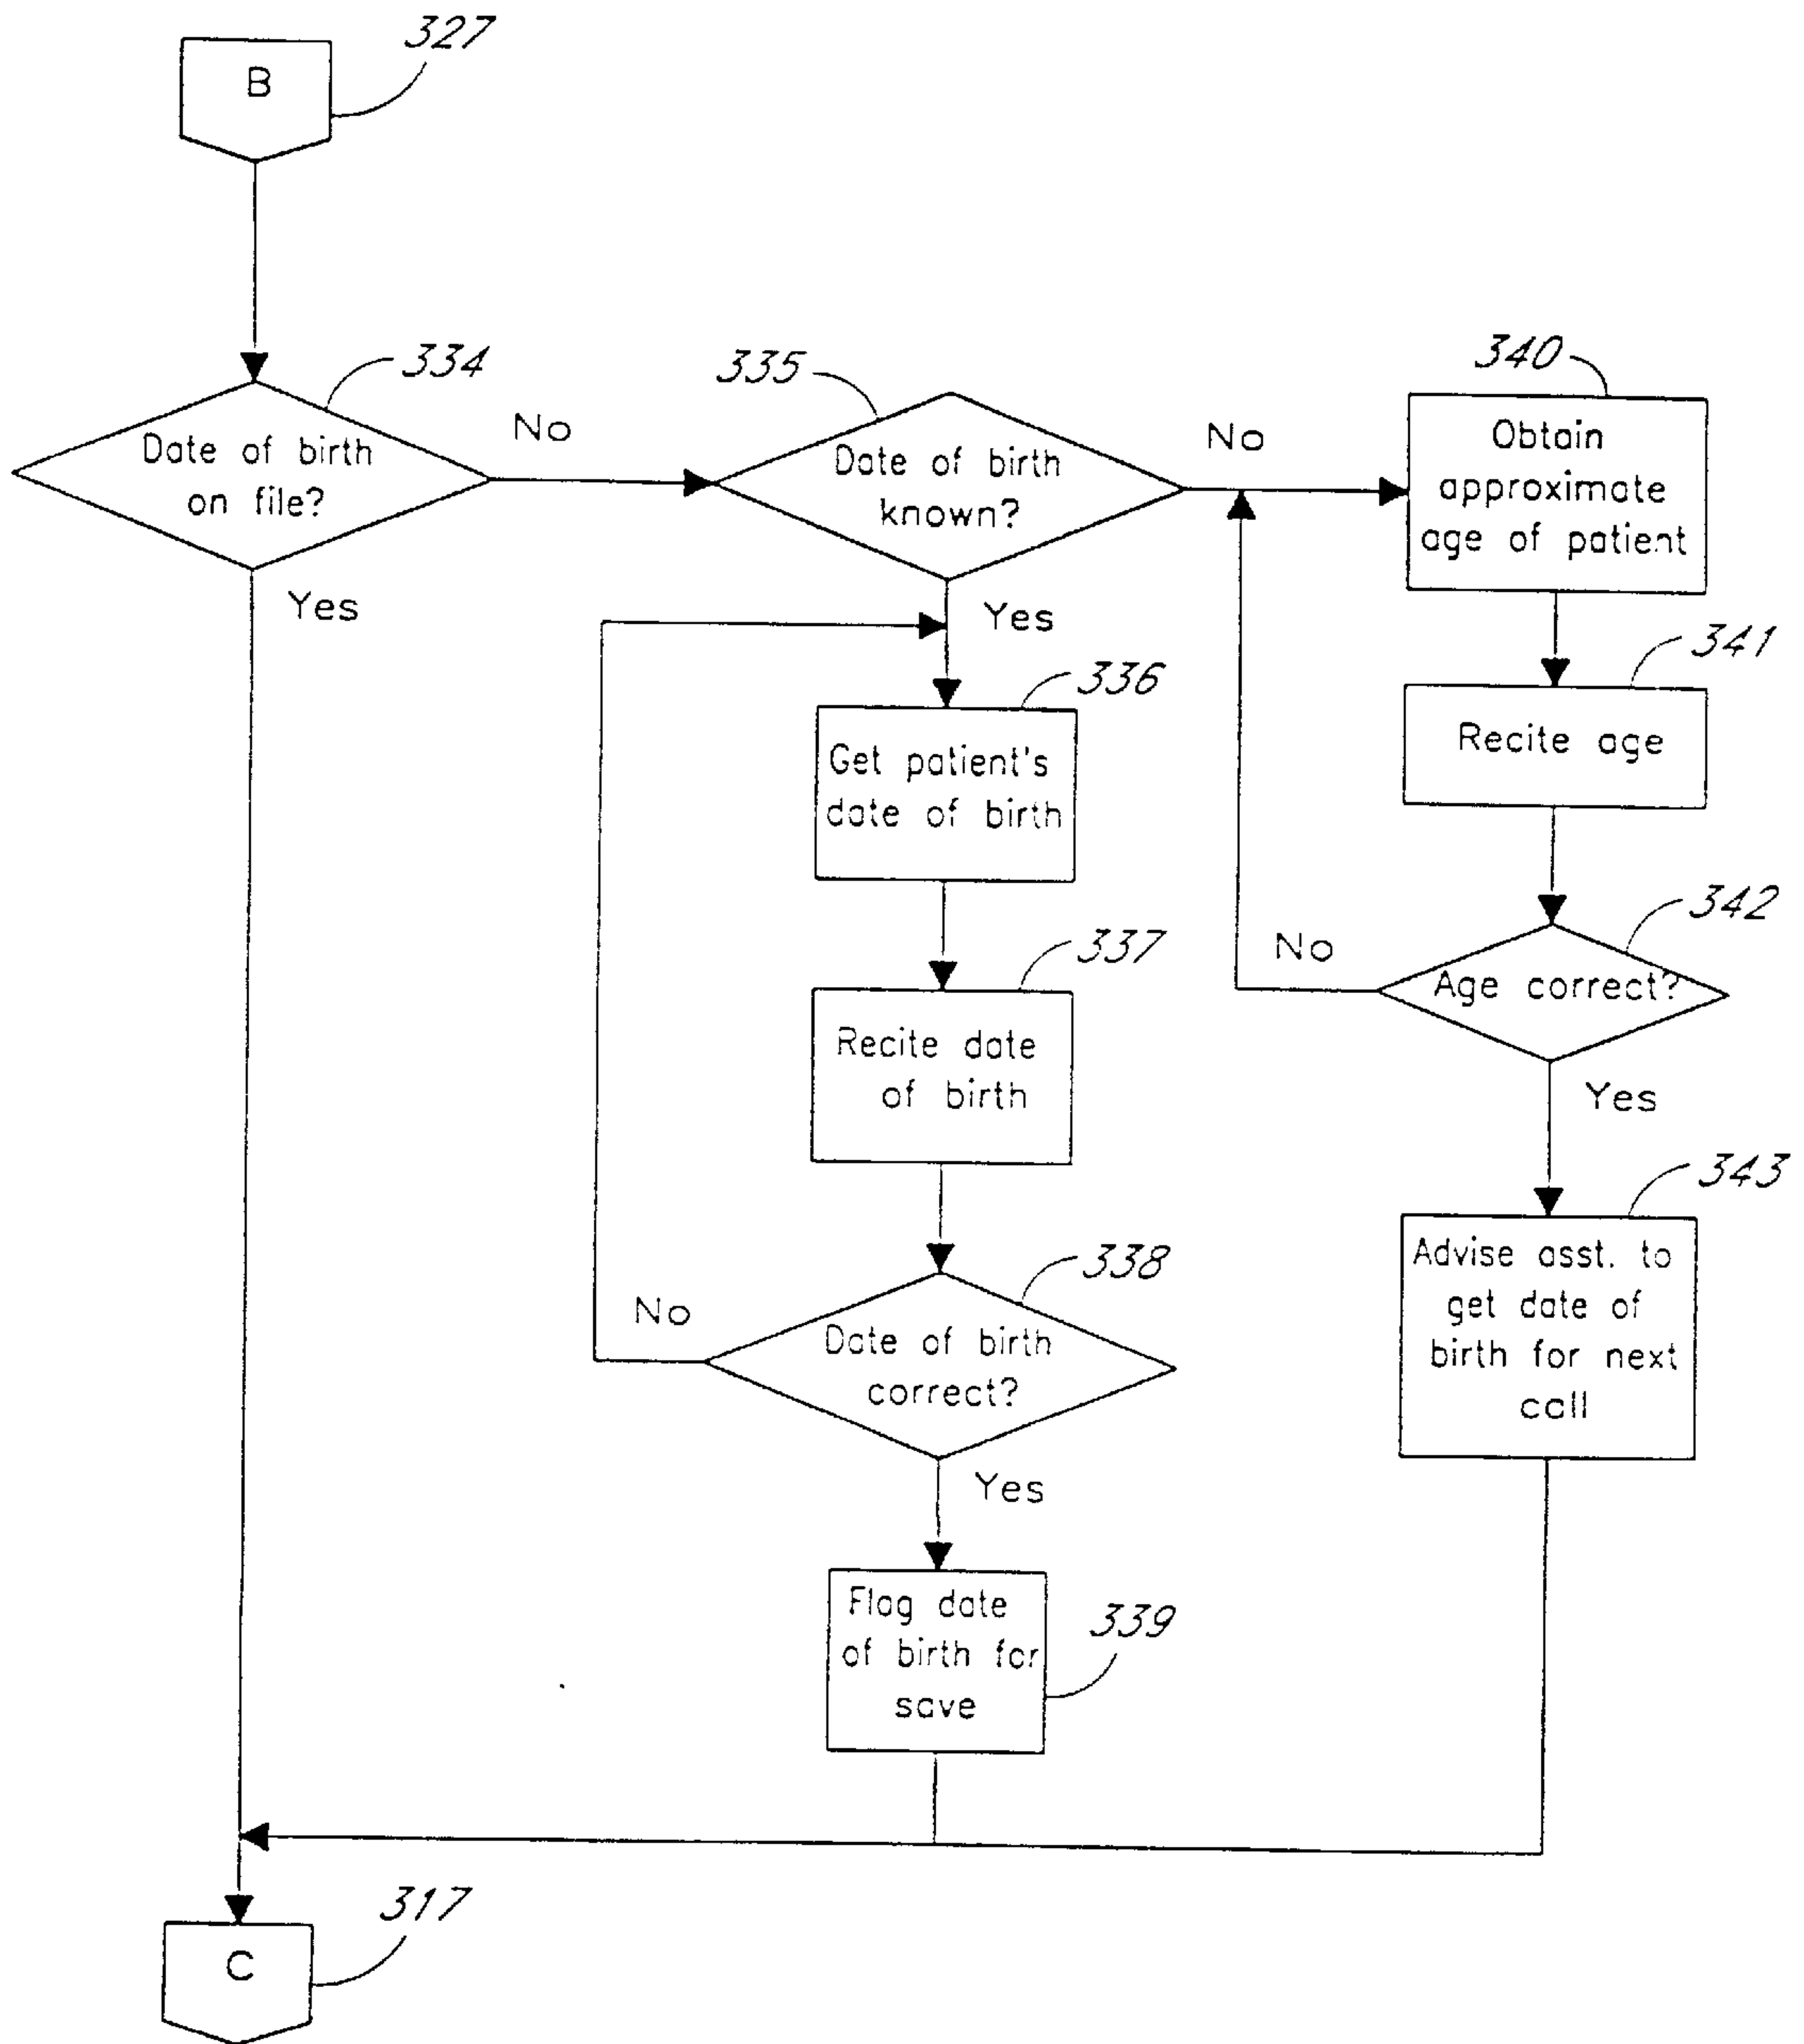 327
B
334
Date of birth
on file?
No
Yes
335
Date of birth
known?
No
Yes
340
Obtain
approximate
age of patient
341
Recite age
336
Get patient's
date of birth
342
Age correct?
No
Yes
337
Recite date
of birth
343
Advise asst. to
get date of
birth for next
call
338
Date of birth
correct?
No
Yes
339
Flag date
of birth for
save
317
C